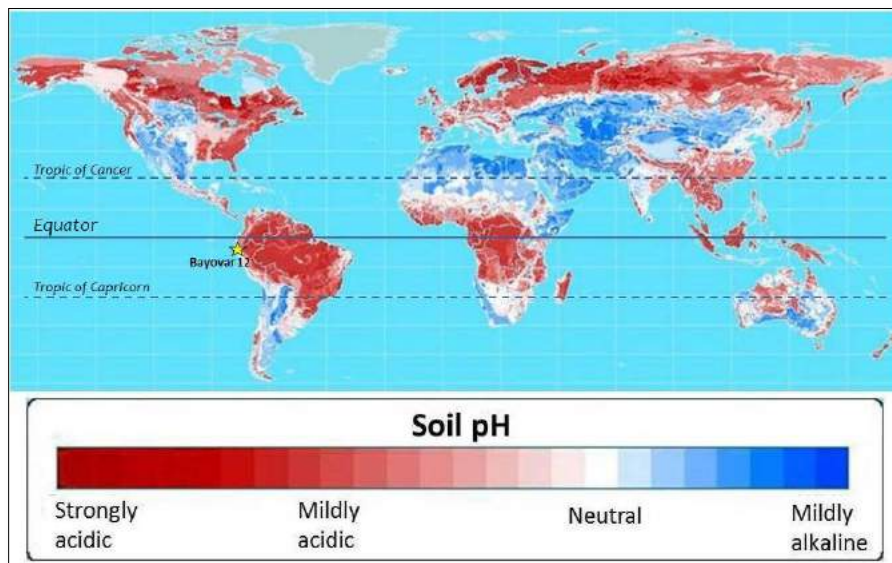 Tropic of Cancer
Equator
Bayovar 12
Tropic of Capricorn
Soil pH
Strongly
acidic
Mildly
acidic
Neutral
Mildly
alkaline